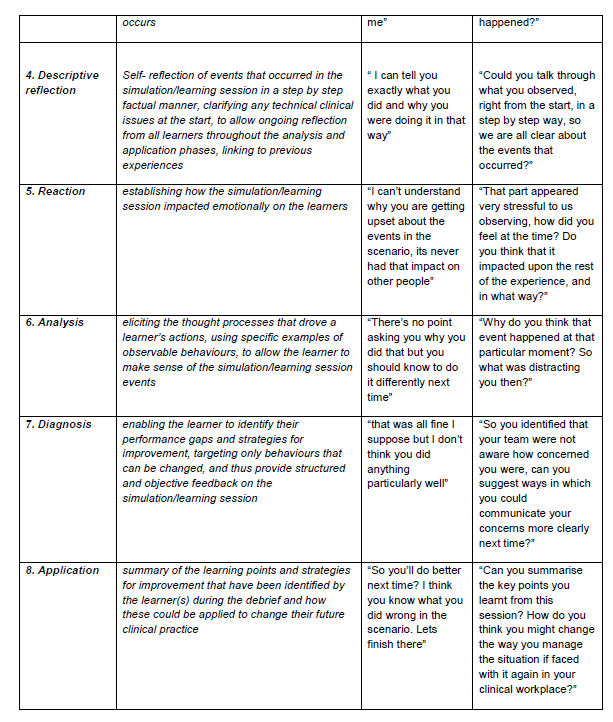 occurs
me”
happened?”
4. Descriptive
reflection
Self- reflection of events that occurred in the
simulation/learning session in a step by step
factual manner, clarifying any technical clinical
issues at the start, to allow ongoing reflection
from all learners throughout the analysis and
application phases, linking to previous
experiences
“ I can tell you
exactly what you
did and why you
were doing it in that
way”
“Could you talk through
what you observed,
right from the start, in a
step by step way, so
we are all clear about
the events that
occurred?”
5. Reaction
establishing how the simulation/learning
session impacted emotionally on the learners
“I can’t understand
why you are getting
upset about the
events in the
scenario, its never
had that impact on
other people”
“That part appeared
very stressful to us
observing, how did you
feel at the time? Do
you think that it
impacted upon the rest
of the experience, and
in what way?”
6. Analysis
eliciting the thought processes that drove a
learner’s actions, using specific examples of
observable behaviours, to allow the learner to
make sense of the simulation/learning session
events
“There’s no point
asking you why you
did that but you
should know to do
it differently next
time”
“Why do you think that
event happened at that
particular moment? So
what was distracting
you then?”
7. Diagnosis
enabling the learner to identify their
performance gaps and strategies for
improvement, targeting only behaviours that
can be changed, and thus provide structured
and objective feedback on the
simulation/learning session
“that was all fine I
suppose but I don’t
think you did
anything
particularly well”
“So you identified that
your team were not
aware how concerned
you were, can you
suggest ways in which
you could
communicate your
concerns more clearly
next time?”
8. Application
summary of the learning points and strategies
for improvement that have been identified by
the learner(s) during the debrief and how
these could be applied to change their future
clinical practice
“So you’ll do better
next time? I think
you know what you
did wrong in the
scenario. Lets
finish there”
“Can you summarise
the key points you
learnt from this
session? How do you
think you might change
the way you manage
the situation if faced
with it again in your
clinical workplace?”